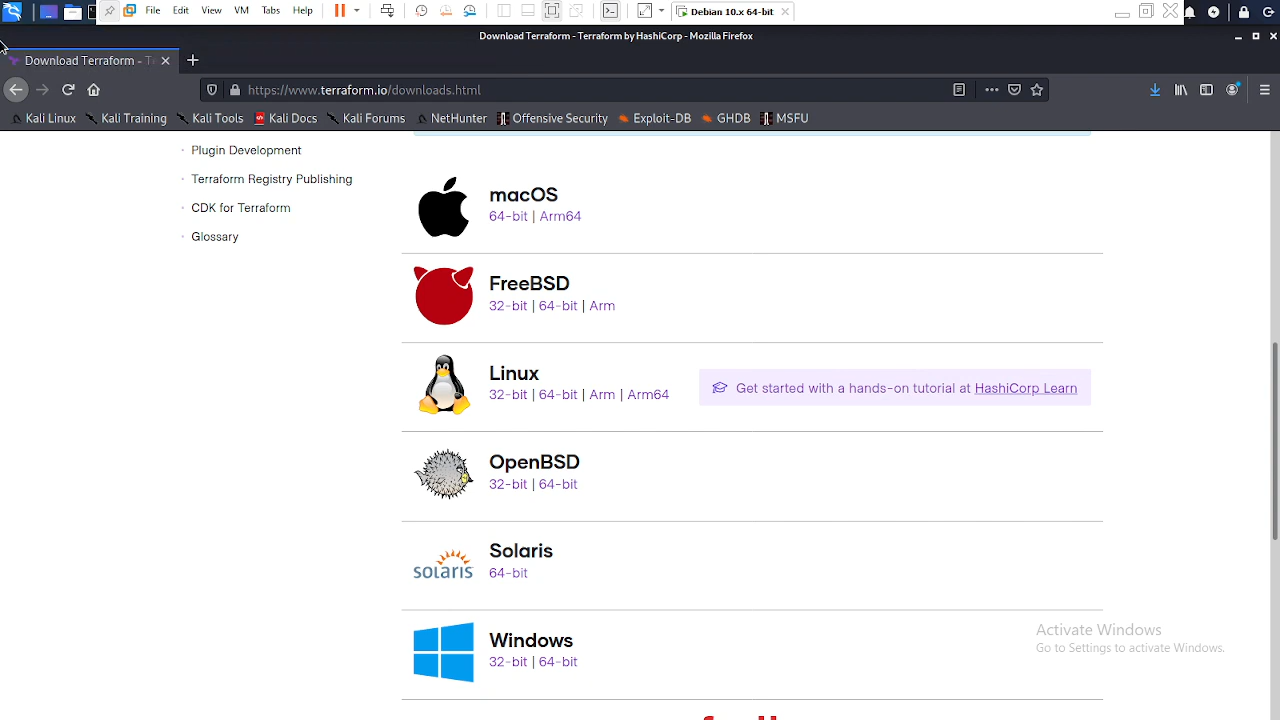 File Edit View VM Tabs Help
Debian 10.x 64-bit
Download Terraform - Terraform by HashiCorp - Mozilla Firefox
Download Terraform - T
https://www.terraform.io/downloads.html
Kali Linux Kali Training Kali Tools Kali Docs Kali Forums NetHunter Offensive Security Exploit-DB GHDB MSFU
Plugin Development
Terraform Registry Publishing
CDK for Terraform
Glossary
macOS
64-bit | Arm64
FreeBSD
32-bit | 64-bit | Arm
Linux
32-bit | 64-bit | Arm | Arm64
Get started with a hands-on tutorial at HashiCorp Learn
OpenBSD
32-bit | 64-bit
SOLARIS
Solaris
64-bit
Windows
32-bit | 64-bit
Activate Windows
Go to Settings to activate Windows.